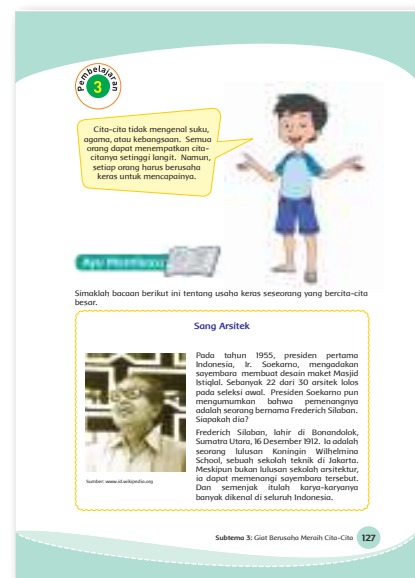 Pembelajaran
3
Cita-cita tidak mengenal suku,
agama, atau kebangsaan. Semua
orang dapat menempatkan cita-
citanya setinggi langit. Namun,
setiap orang harus berusaha
keras untuk mencapainya.
Ayo Membaca
Simaklah bacaan berikut ini tentang usaha keras seseorang yang bercita-cita
besar.
Sang Arsitek
Pada tahun 1955, presiden pertama
Indonesia, Ir. Soekarno, mengadakan
sayembara membuat desain maket Masjid
Istiqlal. Sebanyak 22 dari 30 arsitek lolos
pada seleksi awal. Presiden Soekarno pun
mengumumkan bahwa pemenangnya
adalah seorang bernama Frederich Silaban.
Siapakah dia?
Frederich Silaban, lahir di Bonandolok,
Sumatra Utara, 16 Desember 1912. Ia adalah
seorang lulusan Koningin Wilhelmina
School, sebuah sekolah teknik di Jakarta.
Meskipun bukan lulusan sekolah arsitektur,
ia dapat memenangi sayembara tersebut.
Dan semenjak itulah karya-karyanya
banyak dikenal di seluruh Indonesia.
Sumber: www.id.wikipedia.org
Subtema 3: Giat Berusaha Meraih Cita-Cita
127